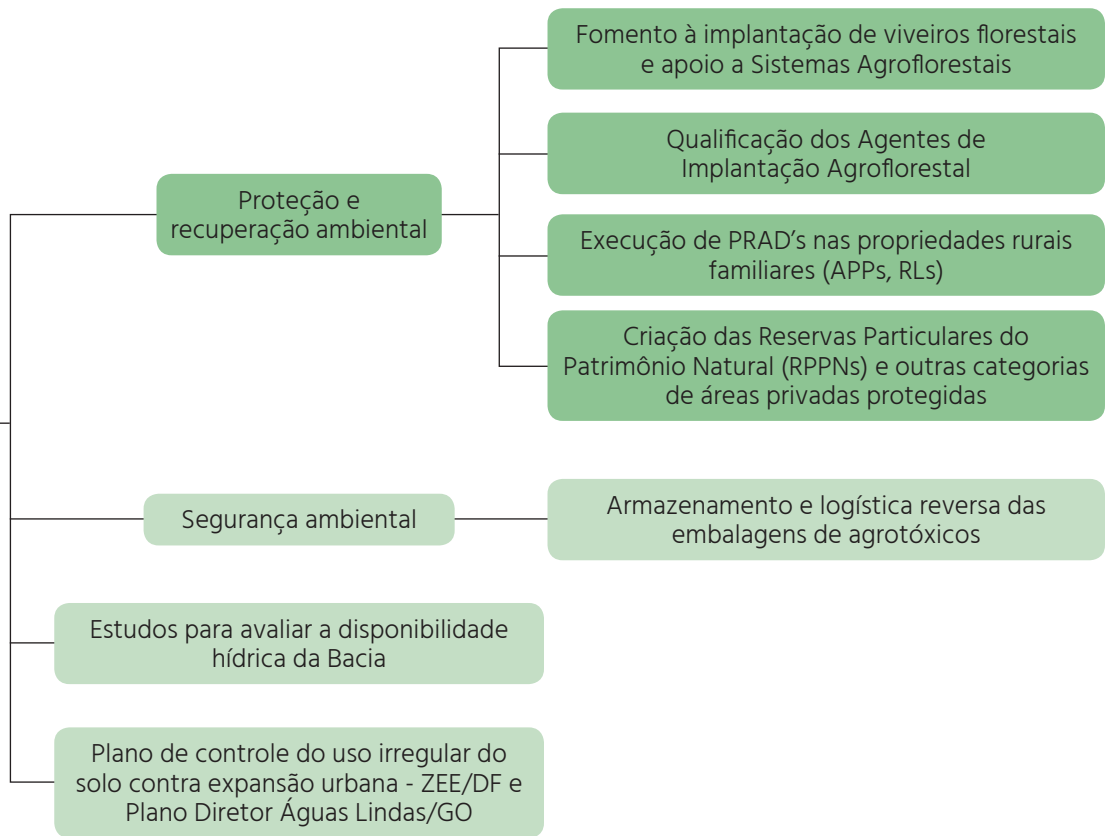 Proteção e
recuperação ambiental
Fomento à implantação de viveiros florestais
e apoio a Sistemas Agroflorestais
Qualificação dos Agentes de
Implantação Agroflorestal
Execução de PRAD's nas propriedades rurais
familiares (APPs, RLs)
Criação das Reservas Particulares do
Patrimônio Natural (RPPNs) e outras categorias
de áreas privadas protegidas
Segurança ambiental
Armazenamento e logística reversa das
embalagens de agrotóxicos
Estudos para avaliar a disponibilidade
hídrica da Bacia
Plano de controle do uso irregular do
solo contra expansão urbana - ZEE/DF e
Plano Diretor Águas Lindas/GO